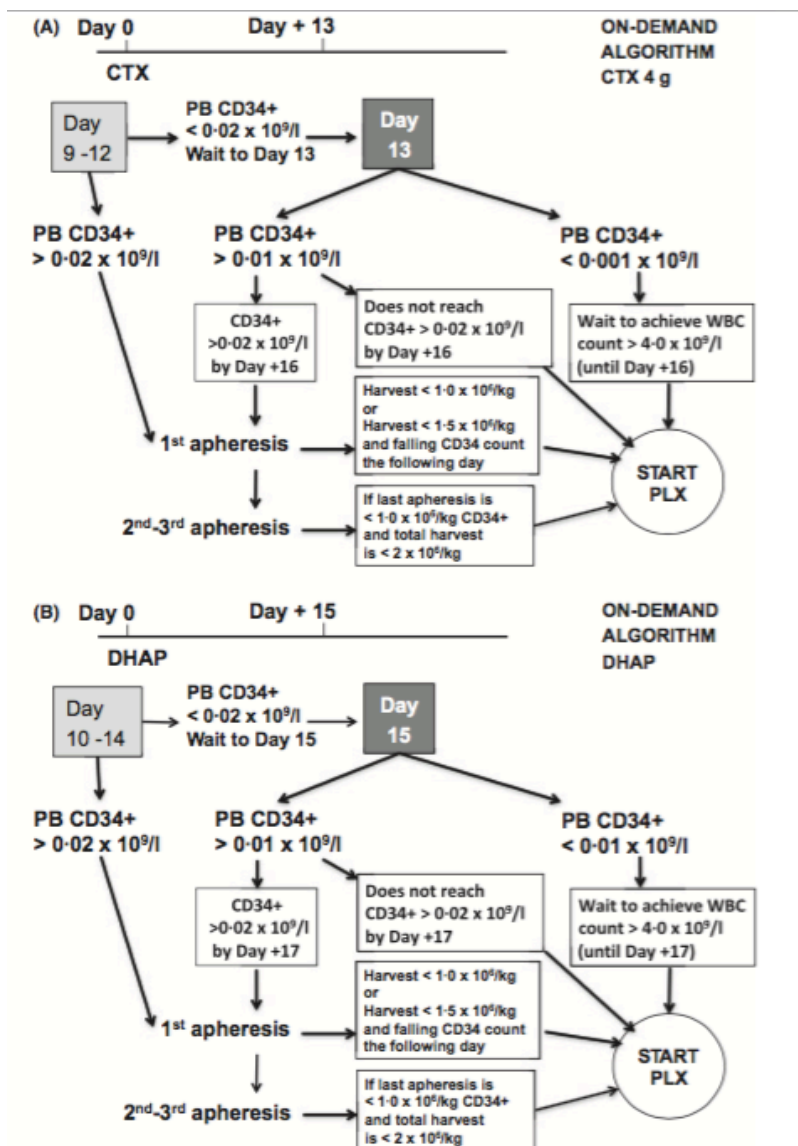 (A) Day 0 Day + 13
CTX
ON-DEMAND
ALGORITHM
CTX 4 g
Day
9 -12
PB CD34+
< 0·02 x 10⁹/l
Wait to Day 13
Day
13
PB CD34+
> 0·02 x 10⁹/l
PB CD34+
> 0·01 x 10⁹/l
PB CD34+
< 0·001 x 10⁹/l
CD34+
>0·02 x 10⁹/l
by Day +16
Does not reach
CD34+ > 0·02 x 10⁹/l
by Day +16
Wait to achieve WBC
count > 4·0 x 10⁹/l
(until Day +16)
1st apheresis
Harvest < 1·0 x 10⁶/kg
or
Harvest < 1·5 x 10⁶/kg
and falling CD34 count
the following day
START
PLX
2nd-3rd apheresis
If last apheresis is
< 1·0 x 10⁶/kg CD34+
and total harvest
is < 2 x 10⁶/kg
(B) Day 0 Day + 15
DHAP
ON-DEMAND
ALGORITHM
DHAP
Day
10 -14
PB CD34+
< 0·02 x 10⁹/l
Wait to Day 15
Day
15
PB CD34+
> 0·02 x 10⁹/l
PB CD34+
> 0·01 x 10⁹/l
PB CD34+
< 0·01 x 10⁹/l
CD34+
>0·02 x 10⁹/l
by Day +17
Does not reach
CD34+ > 0·02 x 10⁹/l
by Day +17
Wait to achieve WBC
count > 4·0 x 10⁹/l
(until Day +17)
1st apheresis
Harvest < 1·0 x 10⁶/kg
or
Harvest < 1·5 x 10⁶/kg
and falling CD34 count
the following day
START
PLX
2nd-3rd apheresis
If last apheresis is
< 1·0 x 10⁶/kg CD34+
and total harvest
is < 2 x 10⁶/kg